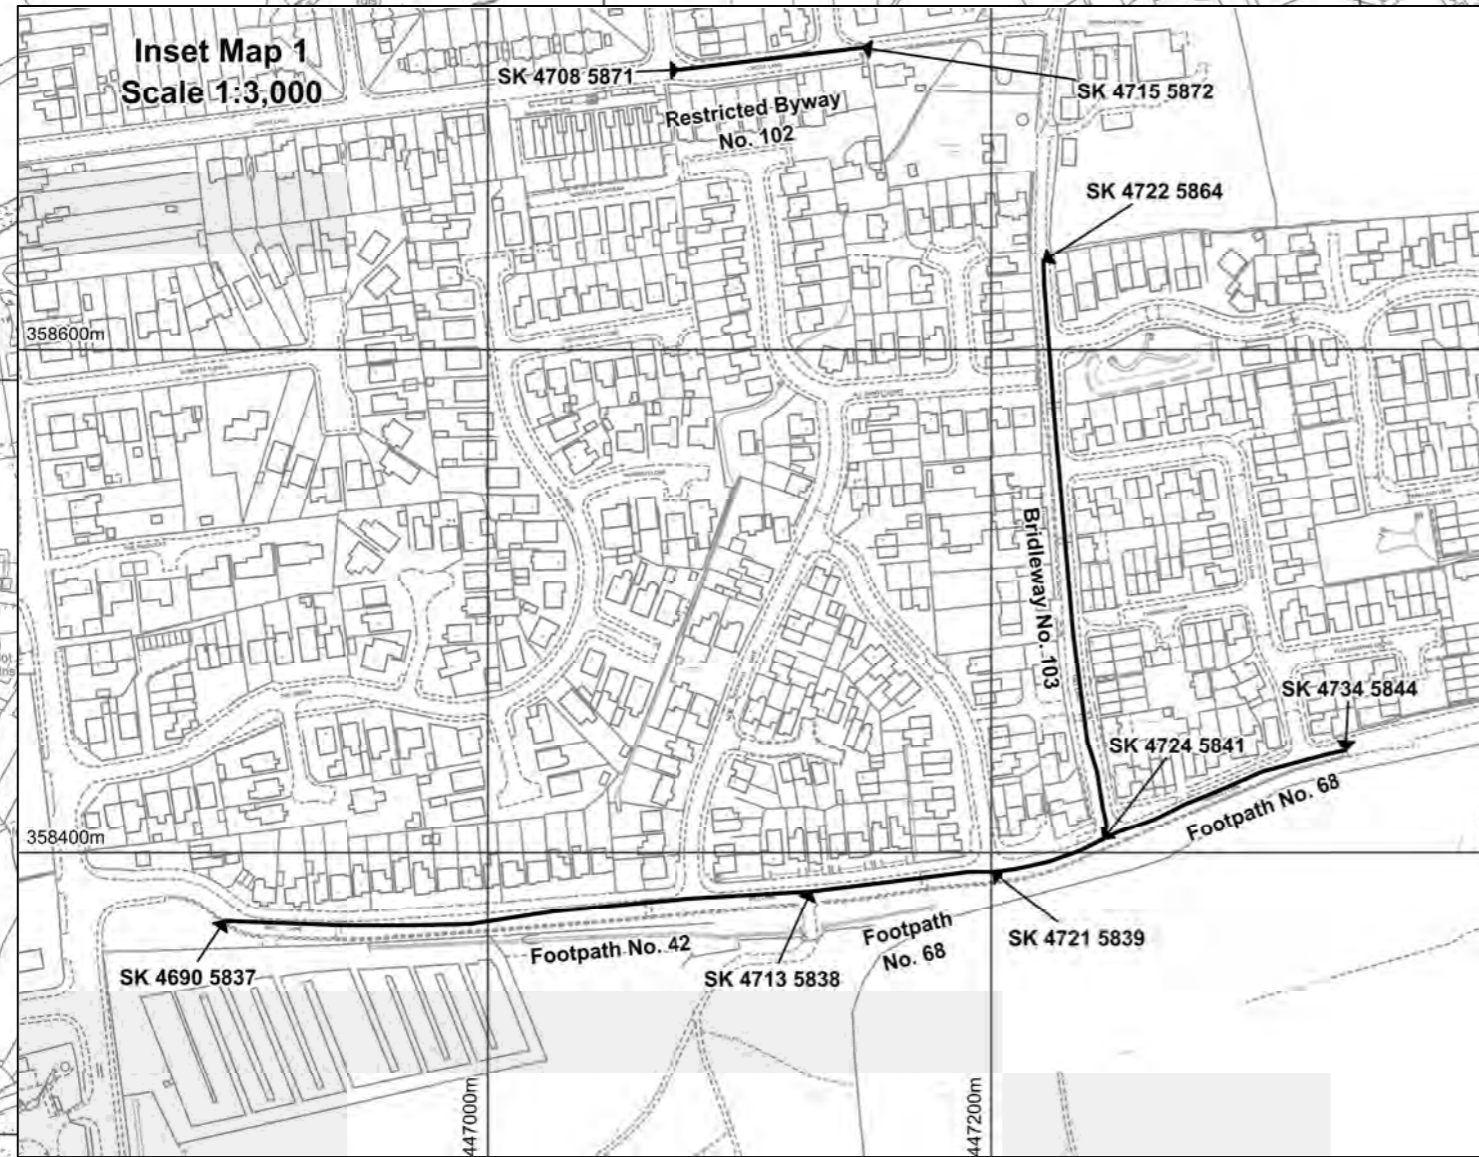 Inset Map 1
Scale 1:3,000
SK 4708 5871
SK 4715 5872
Restricted Byway
No. 102
SK 4722 5864
358600m
Bridleway No. 103
SK 4734 5844
SK 4724 5841
Footpath No. 68
358400m
Footpath
No. 68
SK 4721 5839
Footpath No. 42
SK 4690 5837
SK 4713 5838
447000m
447200m